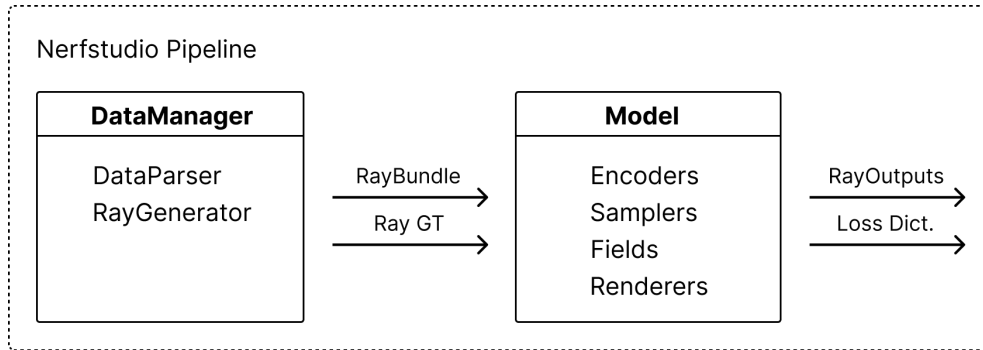 Nerfstudio Pipeline
DataManager
DataParser
RayGenerator
RayBundle
Ray GT
Model
Encoders
Samplers
Fields
Renderers
RayOutputs
Loss Dict.